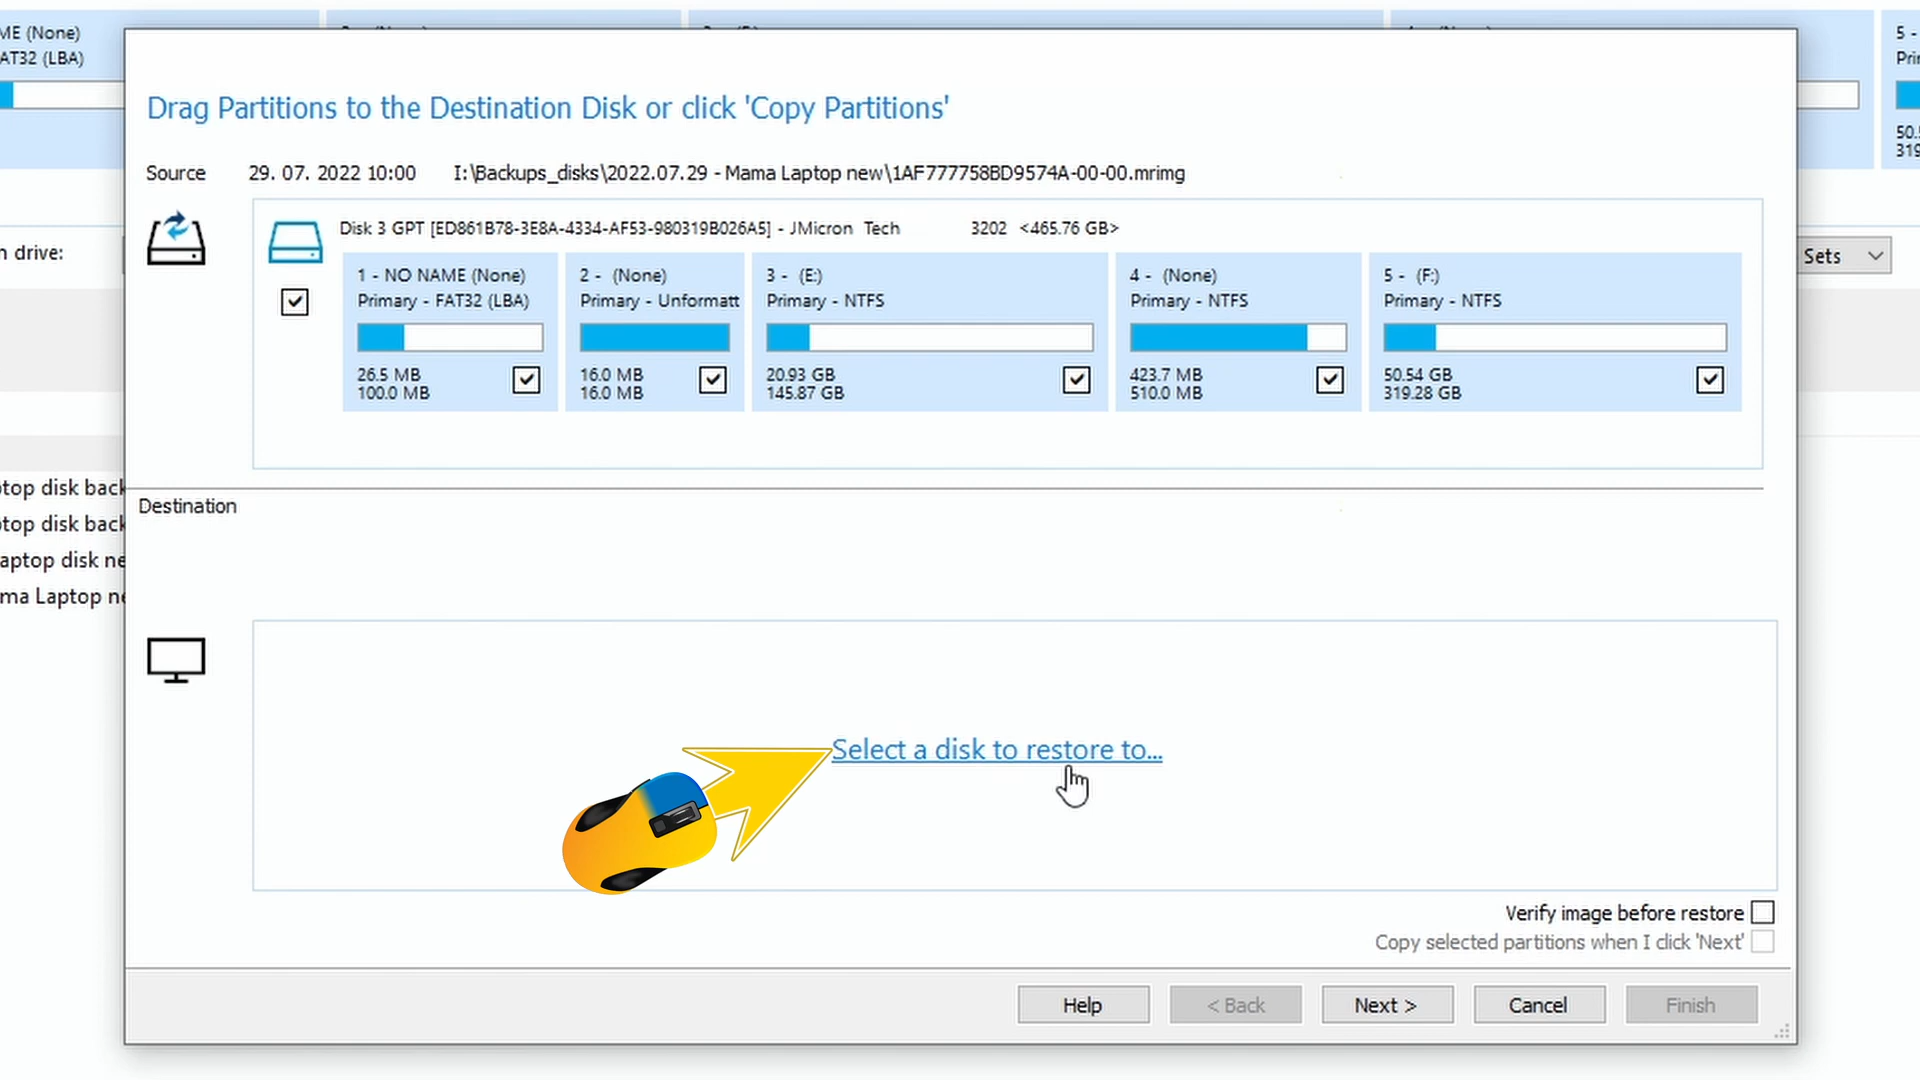 ME (None)
FAT32 (LBA)
5 -
50.
319
Drag Partitions to the Destination Disk or click 'Copy Partitions'
Source 29. 07. 2022 10:00 I:\Backups_disks\2022.07.29 - Mama Laptop new\1AF777758BD9574A-00-00.mrimg
Disk 3 GPT [ED861B78-3E8A-4334-AF53-980319B026A5] - JMicron Tech 3202 <465.76 GB>
1 - NO NAME (None)
Primary - FAT32 (LBA)
26.5 MB
100.0 MB
2 - (None)
Primary - Unformatt
16.0 MB
16.0 MB
3 - (E:)
Primary - NTFS
20.93 GB
145.87 GB
4 - (None)
Primary - NTFS
423.7 MB
510.0 MB
5 - (F:)
Primary - NTFS
50.54 GB
319.28 GB
n drive:
Sets
top disk back
top disk back
aptop disk ne
ma Laptop ne
Destination
Select a disk to restore to...
Verify image before restore
Copy selected partitions when I click 'Next'
Help
< Back
Next >
Cancel
Finish